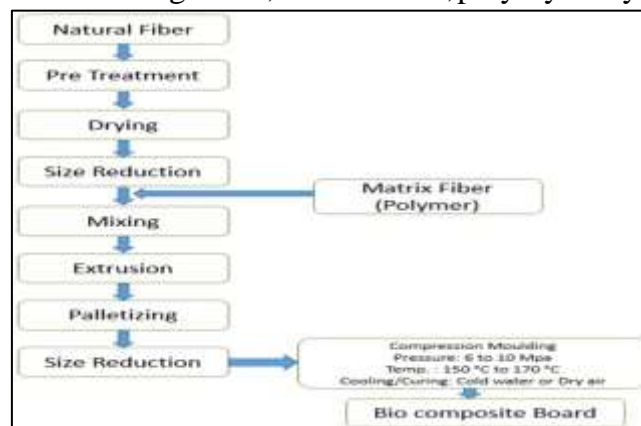 Natural Fiber
Pre Treatment
Drying
Size Reduction
Matrix Fiber
(Polymer)
Mixing
Extrusion
Palletizing
Size Reduction
Compression Moulding
Pressure: 6 to 10 Mpa
Temp. : 150 °C to 170 °C
Cooling/Curing: Cold water or Dry air
Bio composite Board